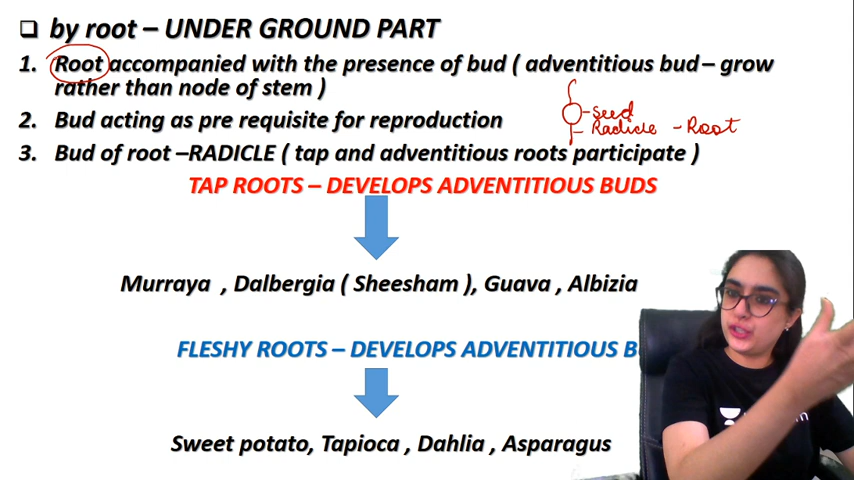 ❑ by root – UNDER GROUND PART
1. Root accompanied with the presence of bud ( adventitious bud – grow
rather than node of stem )
2. Bud acting as pre requisite for reproduction
- seed
- Radicle - Root
3. Bud of root –RADICLE ( tap and adventitious roots participate )
TAP ROOTS – DEVELOPS ADVENTITIOUS BUDS
Murraya , Dalbergia ( Sheesham ), Guava , Albizia
FLESHY ROOTS – DEVELOPS ADVENTITIOUS B
Sweet potato, Tapioca , Dahlia , Asparagus